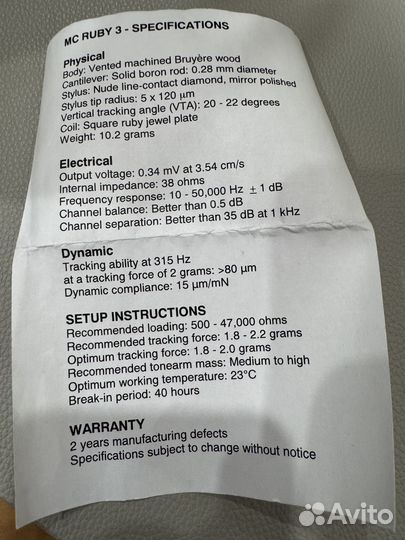 MC RUBY 3 - SPECIFICATIONS
Physical
Body: Vented machined Bruyère wood
Cantilever: Solid boron rod: 0.28 mm diameter
Stylus: Nude line-contact diamond, mirror polished
Stylus tip radius: 5 x 120 µm
Vertical tracking angle (VTA): 20 - 22 degrees
Coil: Square ruby jewel plate
Weight: 10.2 grams
Electrical
Output voltage: 0.34 mV at 3.54 cm/s
Internal impedance: 38 ohms
Frequency response: 10 - 50,000 Hz ± 1 dB
Channel balance: Better than 0.5 dB
Channel separation: Better than 35 dB at 1 kHz
Dynamic
Tracking ability at 315 Hz
at a tracking force of 2 grams: >80 µm
Dynamic compliance: 15 µm/mN
SETUP INSTRUCTIONS
Recommended loading: 500 - 47,000 ohms
Recommended tracking force: 1.8 - 2.2 grams
Optimum tracking force: 1.8 - 2.0 grams
Recommended tonearm mass: Medium to high
Optimum working temperature: 23°C
Break-in period: 40 hours
WARRANTY
2 years manufacturing defects
Specifications subject to change without notice
Avito